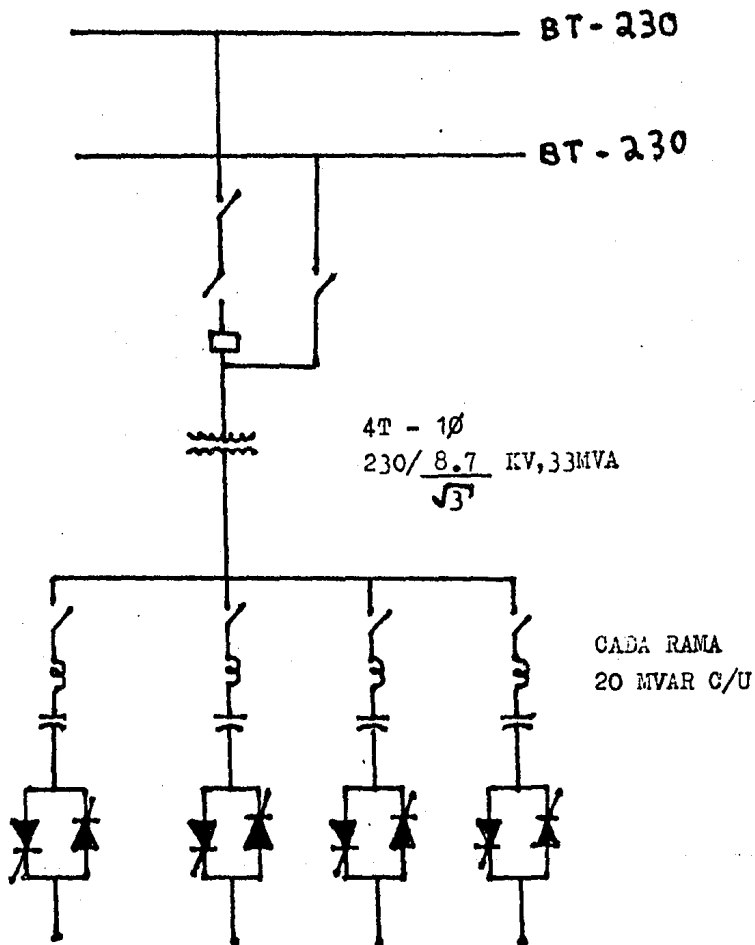 BT-230
BT-230
4T - 1Ø
230/ 8.7 KV,33MVA
√3
CADA RAMA
20 MVAR C/U